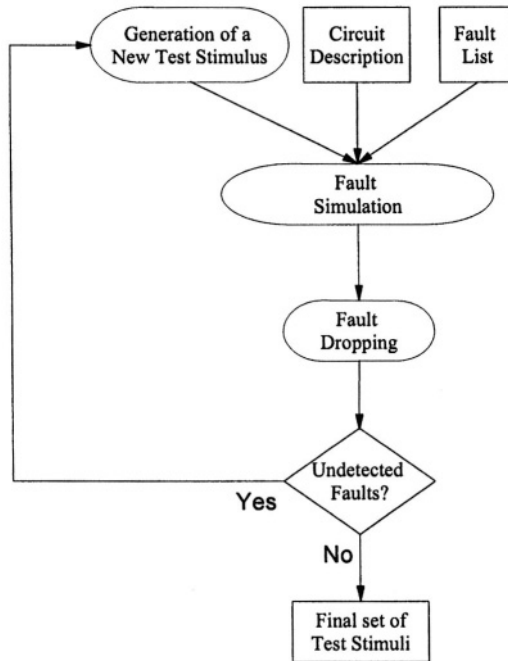 Generation of a
New Test Stimulus
Circuit
Description
Fault
List
Fault
Simulation
Fault
Dropping
Undetected
Faults?
Yes
No
Final set of
Test Stimuli